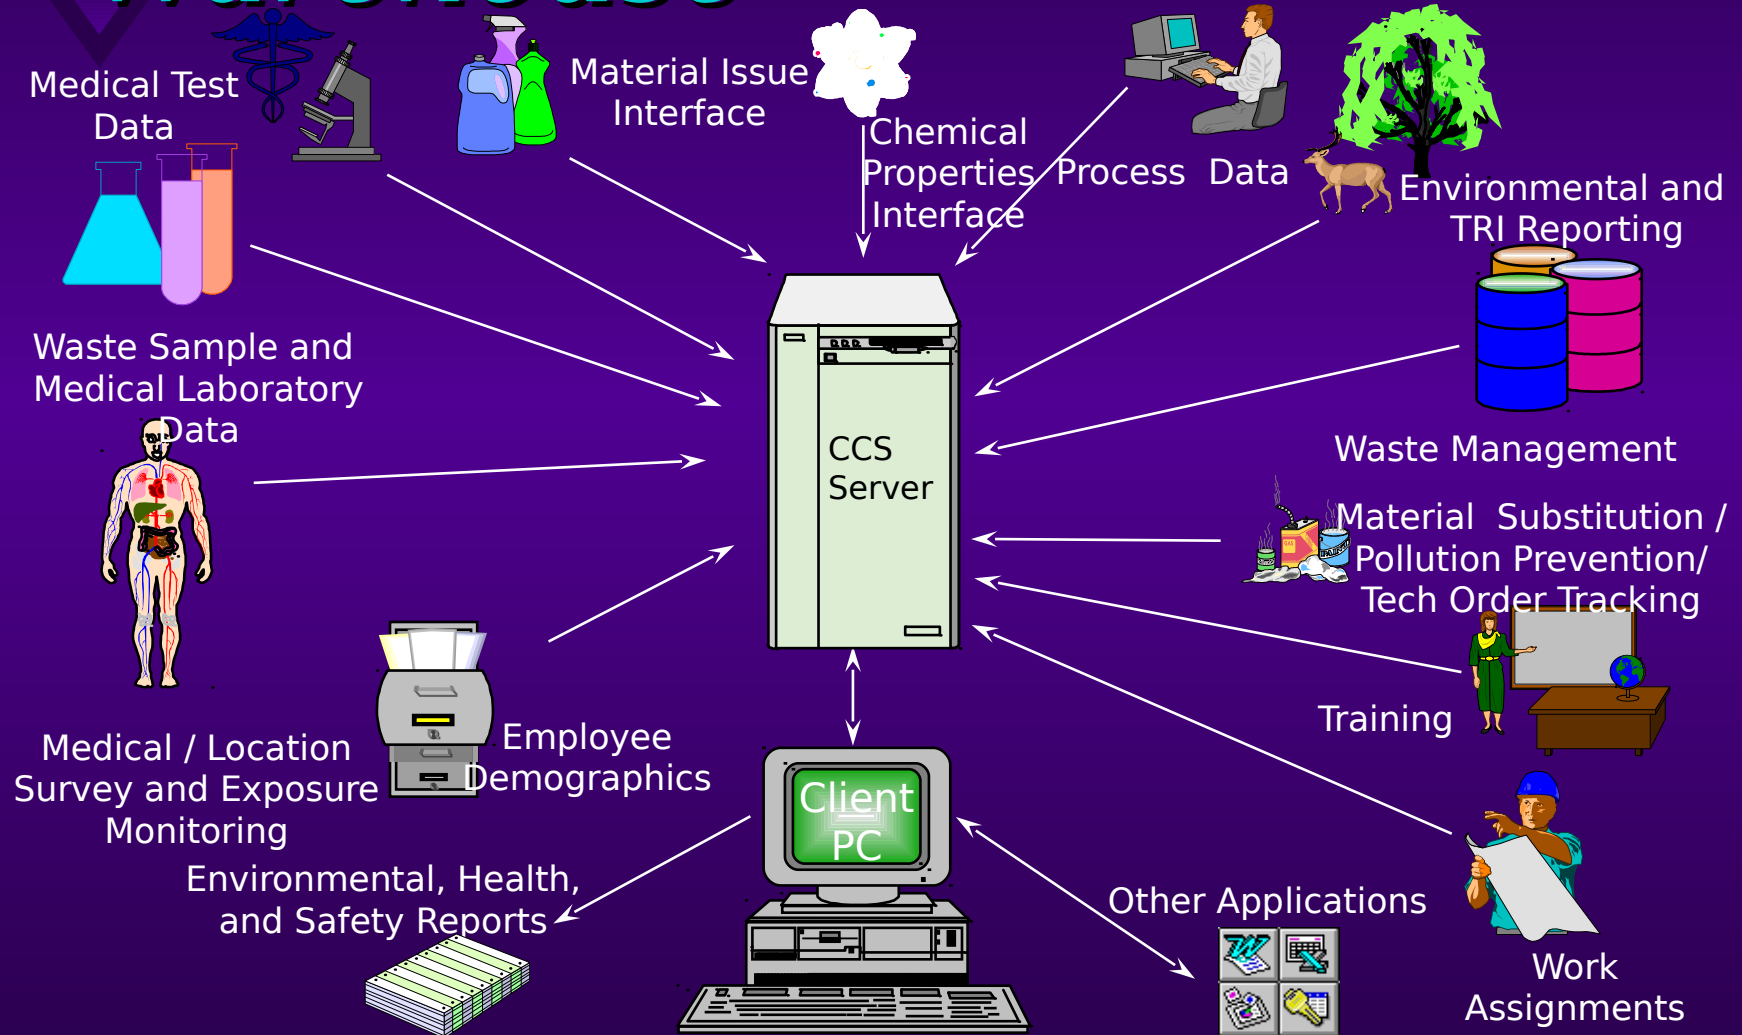 Warehouse
Medical Test
Data
Material Issue
Interface
Chemical
Properties
Interface
Process  Data
Environmental and
TRI Reporting
Waste Sample and
Medical Laboratory
Data
CCS
Server
Waste Management
Material  Substitution /
Pollution Prevention/
Tech Order Tracking
GAS
Training
Medical / Location
Survey and Exposure
Monitoring
Employee
Demographics
Client
PC
Environmental, Health,
and Safety Reports
Other Applications
Work
Assignments